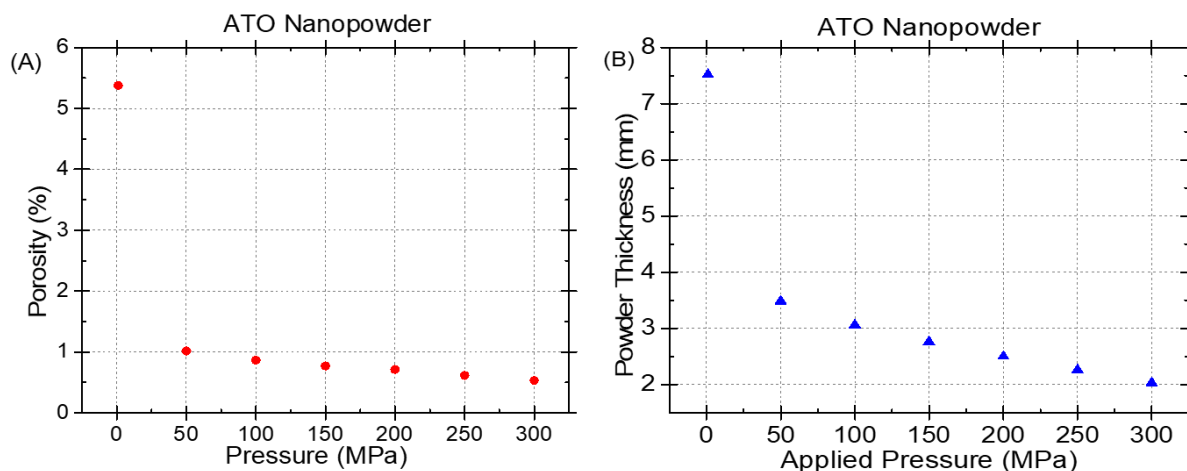 ATO Nanopowder
(A)
6
5
4
3
2
1
0
Porosity (%)
0 50 100 150 200 250 300
Pressure (MPa)
ATO Nanopowder
(B)
8
7
6
5
4
3
2
Powder Thickness (mm)
0 50 100 150 200 250 300
Applied Pressure (MPa)